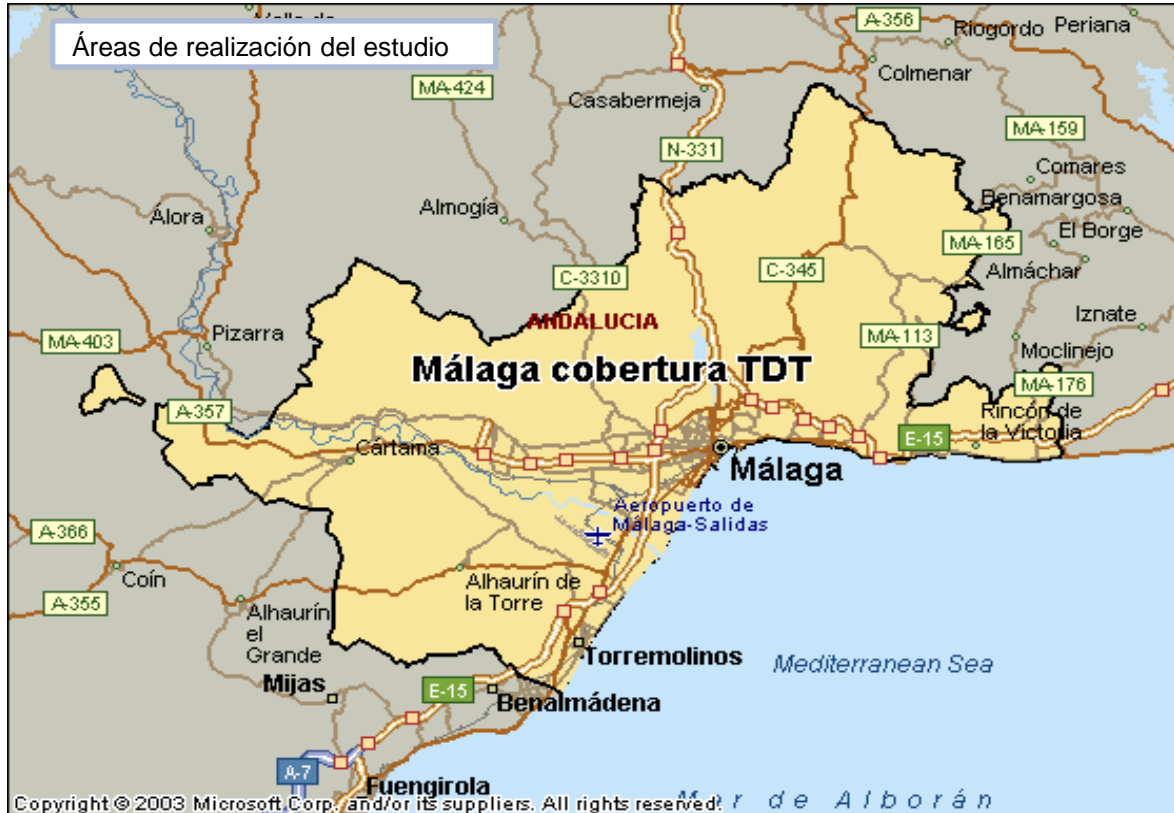 Áreas de realización del estudio
A-356
Periana
Riogordo
Colmenar
MA-424
Casabermeja
N-331
MA-159
Comares
Benamargosa
Álora
Almogía
El Borge
MA-165
Almáchar
C-3310
C-345
Iznate
ANDALUCIA
MA-403
Pizarra
MA-113
Moclinejo
Málaga cobertura TDT
MA-176
A-357
Rincón de
la Victoria
E-15
Cártama
Málaga
Aeropuerto de
Málaga-Salidas
A-366
Coín
Alhaurín de
la Torre
A-355
Alhaurín
el
Grande
Torremolinos
Mediterranean Sea
Mijas
E-15
Benalmádena
A-7
Fuengirola
Mar de Alborán
Copyright © 2003 Microsoft Corp. and/or its suppliers. All rights reserved.